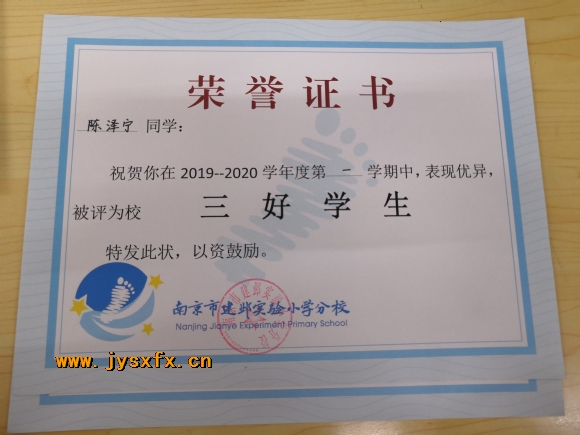 荣誉证书
陈泽宁 同学：
祝贺你在 2019--2020 学年度第 二 学期中，表现优异，
被评为校 三 好 学 生
特发此状，以资鼓励。
南京市建邺实验小学分校
Nanjing Jianye Experiment Primary School
www.jysxfx.cn